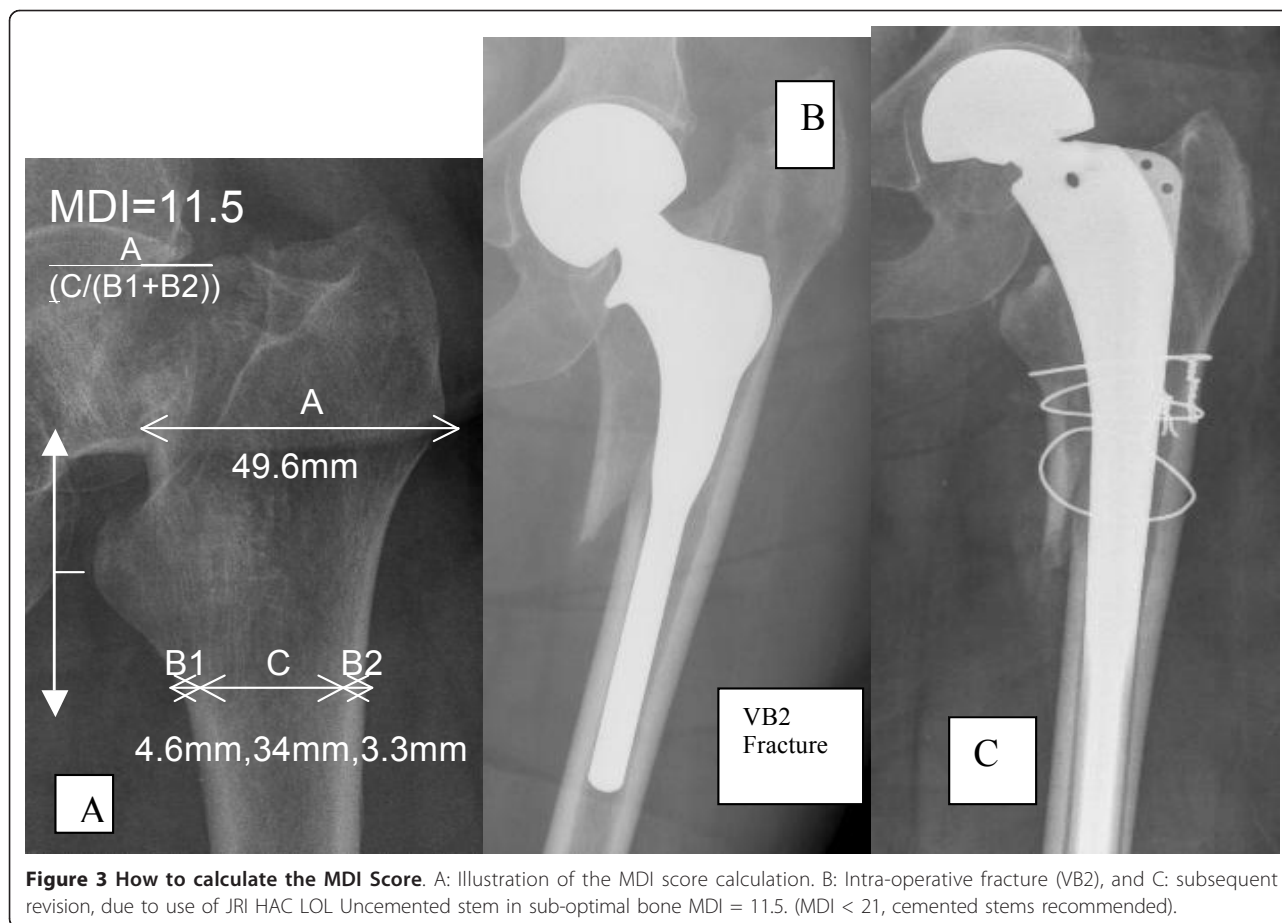 MDI=11.5
A
(C/(B1+B2))
A
49.6mm
B1 C B2
4.6mm,34mm,3.3mm
A
B
VB2
Fracture
C
Figure 3 How to calculate the MDI Score. A: Illustration of the MDI score calculation. B: Intra-operative fracture (VB2), and C: subsequent
revision, due to use of JRI HAC LOL Uncemented stem in sub-optimal bone MDI = 11.5. (MDI < 21, cemented stems recommended).